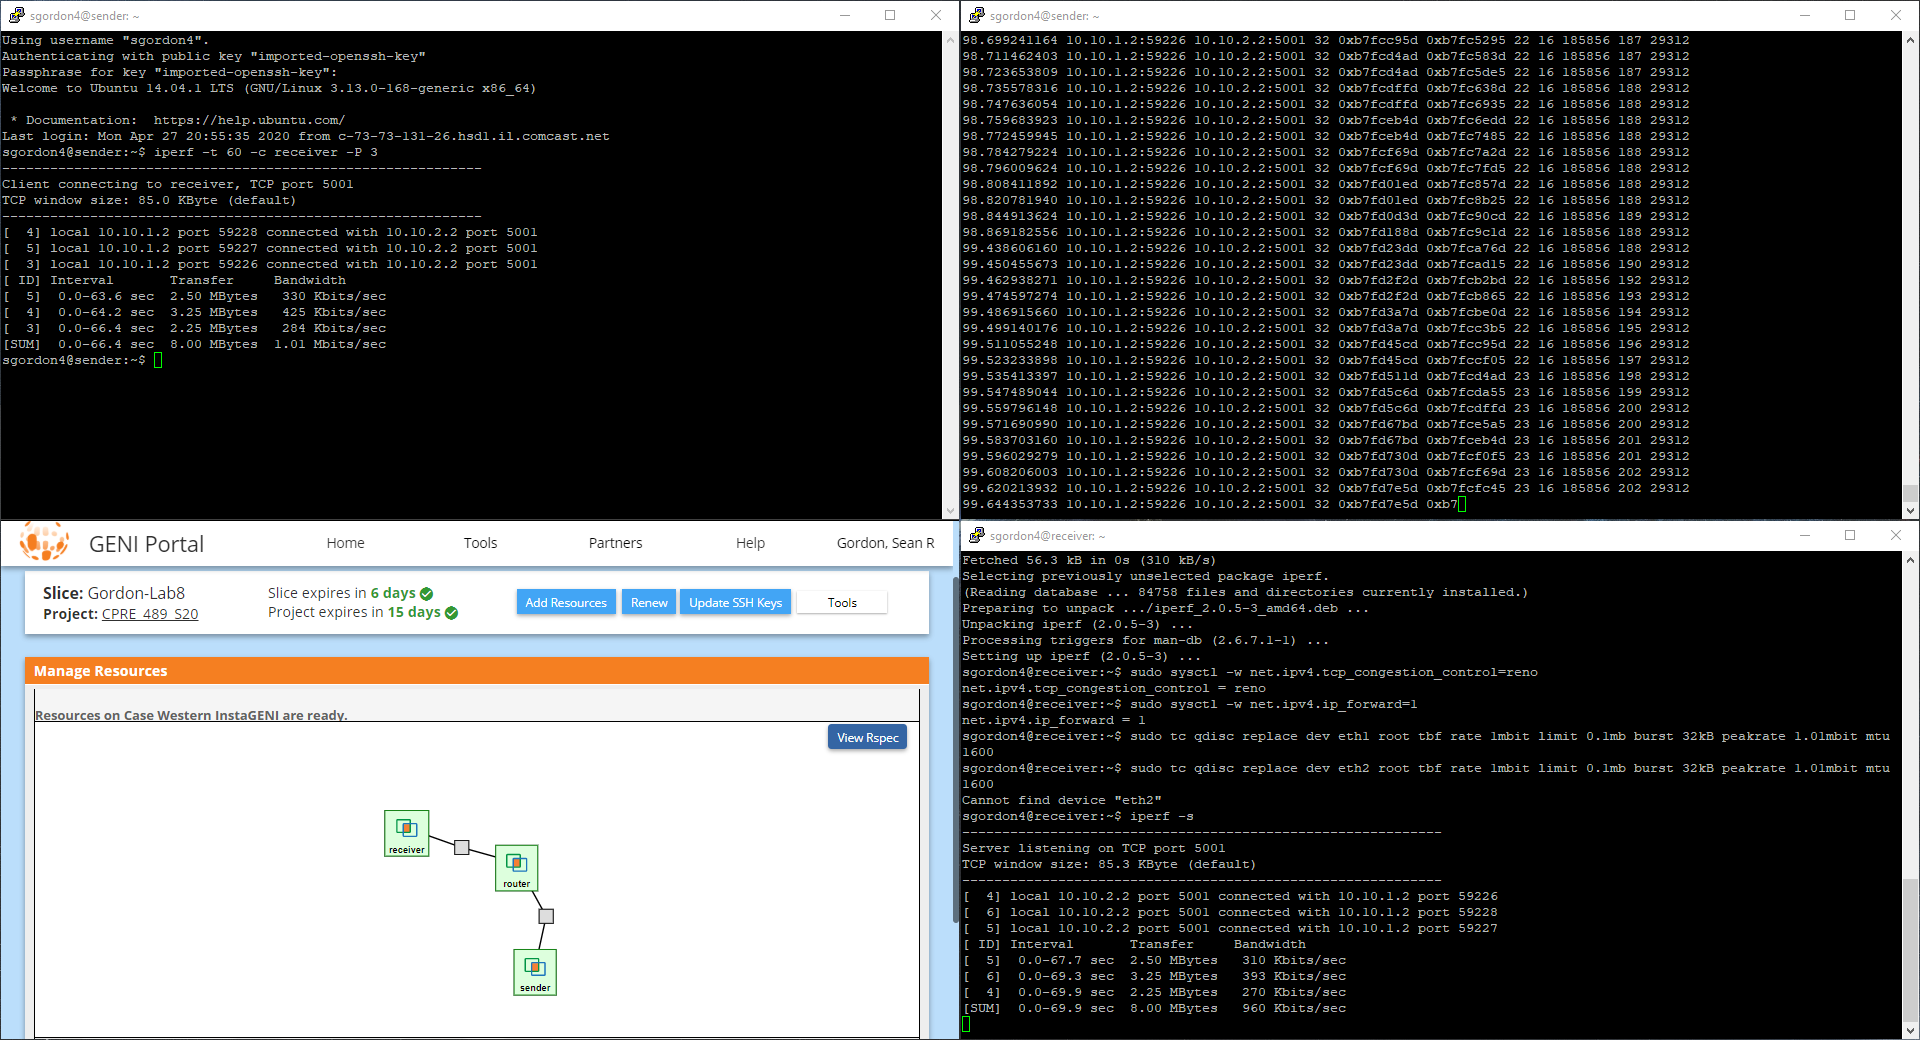 sgordon4@sender: ~
Using username "sgordon4".
Authenticating with public key "imported-openssh-key"
Passphrase for key "imported-openssh-key":
Welcome to Ubuntu 14.04.1 LTS (GNU/Linux 3.13.0-168-generic x86_64)
* Documentation:  https://help.ubuntu.com/
Last login: Mon Apr 27 20:55:35 2020 from c-73-73-131-26.hsd1.il.comcast.net
sgordon4@sender:~$ iperf -t 60 -c receiver -P 3
------------------------------------------------------------
Client connecting to receiver, TCP port 5001
TCP window size: 85.0 KByte (default)
------------------------------------------------------------
[  4] local 10.10.1.2 port 59228 connected with 10.10.2.2 port 5001
[  5] local 10.10.1.2 port 59227 connected with 10.10.2.2 port 5001
[  3] local 10.10.1.2 port 59226 connected with 10.10.2.2 port 5001
[ ID] Interval       Transfer     Bandwidth
[  5]  0.0-63.6 sec  2.50 MBytes   330 Kbits/sec
[  4]  0.0-64.2 sec  3.25 MBytes   425 Kbits/sec
[  3]  0.0-66.4 sec  2.25 MBytes   284 Kbits/sec
[SUM]  0.0-66.4 sec  8.00 MBytes  1.01 Mbits/sec
sgordon4@sender:~$
sgordon4@sender: ~
98.699241164 10.10.1.2:59226 10.10.2.2:5001 32 0xb7fcc95d 0xb7fc5295 22 16 185856 187 29312
98.711462403 10.10.1.2:59226 10.10.2.2:5001 32 0xb7fcd4ad 0xb7fc583d 22 16 185856 187 29312
98.723653809 10.10.1.2:59226 10.10.2.2:5001 32 0xb7fcd4ad 0xb7fc5de5 22 16 185856 187 29312
98.735578316 10.10.1.2:59226 10.10.2.2:5001 32 0xb7fcdffd 0xb7fc638d 22 16 185856 188 29312
98.747636054 10.10.1.2:59226 10.10.2.2:5001 32 0xb7fcdffd 0xb7fc6935 22 16 185856 188 29312
98.759683923 10.10.1.2:59226 10.10.2.2:5001 32 0xb7fceb4d 0xb7fc6edd 22 16 185856 188 29312
98.772459945 10.10.1.2:59226 10.10.2.2:5001 32 0xb7fceb4d 0xb7fc7485 22 16 185856 188 29312
98.784279224 10.10.1.2:59226 10.10.2.2:5001 32 0xb7fcf69d 0xb7fc7a2d 22 16 185856 188 29312
98.796009624 10.10.1.2:59226 10.10.2.2:5001 32 0xb7fcf69d 0xb7fc7fd5 22 16 185856 188 29312
98.808411892 10.10.1.2:59226 10.10.2.2:5001 32 0xb7fd01ed 0xb7fc857d 22 16 185856 188 29312
98.820781940 10.10.1.2:59226 10.10.2.2:5001 32 0xb7fd01ed 0xb7fc8b25 22 16 185856 188 29312
98.844913624 10.10.1.2:59226 10.10.2.2:5001 32 0xb7fd0d3d 0xb7fc90cd 22 16 185856 189 29312
98.869182556 10.10.1.2:59226 10.10.2.2:5001 32 0xb7fd188d 0xb7fc9c1d 22 16 185856 188 29312
99.438606160 10.10.1.2:59226 10.10.2.2:5001 32 0xb7fd23dd 0xb7fca76d 22 16 185856 188 29312
99.450455673 10.10.1.2:59226 10.10.2.2:5001 32 0xb7fd23dd 0xb7fcad15 22 16 185856 190 29312
99.462938271 10.10.1.2:59226 10.10.2.2:5001 32 0xb7fd2f2d 0xb7fcb2bd 22 16 185856 192 29312
99.474597274 10.10.1.2:59226 10.10.2.2:5001 32 0xb7fd2f2d 0xb7fcb865 22 16 185856 193 29312
99.486915660 10.10.1.2:59226 10.10.2.2:5001 32 0xb7fd3a7d 0xb7fcbe0d 22 16 185856 194 29312
99.499140176 10.10.1.2:59226 10.10.2.2:5001 32 0xb7fd3a7d 0xb7fcc3b5 22 16 185856 195 29312
99.511055248 10.10.1.2:59226 10.10.2.2:5001 32 0xb7fd45cd 0xb7fcc95d 22 16 185856 196 29312
99.523233898 10.10.1.2:59226 10.10.2.2:5001 32 0xb7fd45cd 0xb7fccf05 22 16 185856 197 29312
99.535413397 10.10.1.2:59226 10.10.2.2:5001 32 0xb7fd511d 0xb7fcd4ad 23 16 185856 198 29312
99.547489044 10.10.1.2:59226 10.10.2.2:5001 32 0xb7fd5c6d 0xb7fcda55 23 16 185856 199 29312
99.559796148 10.10.1.2:59226 10.10.2.2:5001 32 0xb7fd5c6d 0xb7fcdffd 23 16 185856 200 29312
99.571690990 10.10.1.2:59226 10.10.2.2:5001 32 0xb7fd67bd 0xb7fce5a5 23 16 185856 200 29312
99.583703160 10.10.1.2:59226 10.10.2.2:5001 32 0xb7fd67bd 0xb7fceb4d 23 16 185856 201 29312
99.596029279 10.10.1.2:59226 10.10.2.2:5001 32 0xb7fd730d 0xb7fcf0f5 23 16 185856 201 29312
99.608206003 10.10.1.2:59226 10.10.2.2:5001 32 0xb7fd730d 0xb7fcf69d 23 16 185856 202 29312
99.620213932 10.10.1.2:59226 10.10.2.2:5001 32 0xb7fd7e5d 0xb7fcfc45 23 16 185856 202 29312
99.644353733 10.10.1.2:59226 10.10.2.2:5001 32 0xb7fd7e5d 0xb7
GENI Portal
Home
Tools
Partners
Help
Gordon, Sean R
Slice: Gordon-Lab8
Project: CPRE_489_S20
Slice expires in 6 days
Project expires in 15 days
Add Resources
Renew
Update SSH Keys
Tools
Manage Resources
Resources on Case Western InstaGENI are ready.
View Rspec
receiver
router
sender
sgordon4@receiver: ~
Fetched 56.3 kB in 0s (310 kB/s)
Selecting previously unselected package iperf.
(Reading database ... 84758 files and directories currently installed.)
Preparing to unpack .../iperf_2.0.5-3_amd64.deb ...
Unpacking iperf (2.0.5-3) ...
Processing triggers for man-db (2.6.7.1-1) ...
Setting up iperf (2.0.5-3) ...
sgordon4@receiver:~$ sudo sysctl -w net.ipv4.tcp_congestion_control=reno
net.ipv4.tcp_congestion_control = reno
sgordon4@receiver:~$ sudo sysctl -w net.ipv4.ip_forward=1
net.ipv4.ip_forward = 1
sgordon4@receiver:~$ sudo tc qdisc replace dev eth1 root tbf rate 1mbit limit 0.1mb burst 32kB peakrate 1.01mbit mtu
1600
sgordon4@receiver:~$ sudo tc qdisc replace dev eth2 root tbf rate 1mbit limit 0.1mb burst 32kB peakrate 1.01mbit mtu
1600
Cannot find device "eth2"
sgordon4@receiver:~$ iperf -s
------------------------------------------------------------
Server listening on TCP port 5001
TCP window size: 85.3 KByte (default)
------------------------------------------------------------
[  4] local 10.10.2.2 port 5001 connected with 10.10.1.2 port 59226
[  6] local 10.10.2.2 port 5001 connected with 10.10.1.2 port 59228
[  5] local 10.10.2.2 port 5001 connected with 10.10.1.2 port 59227
[ ID] Interval       Transfer     Bandwidth
[  5]  0.0-67.7 sec  2.50 MBytes   310 Kbits/sec
[  6]  0.0-69.3 sec  3.25 MBytes   393 Kbits/sec
[  4]  0.0-69.9 sec  2.25 MBytes   270 Kbits/sec
[SUM]  0.0-69.9 sec  8.00 MBytes   960 Kbits/sec